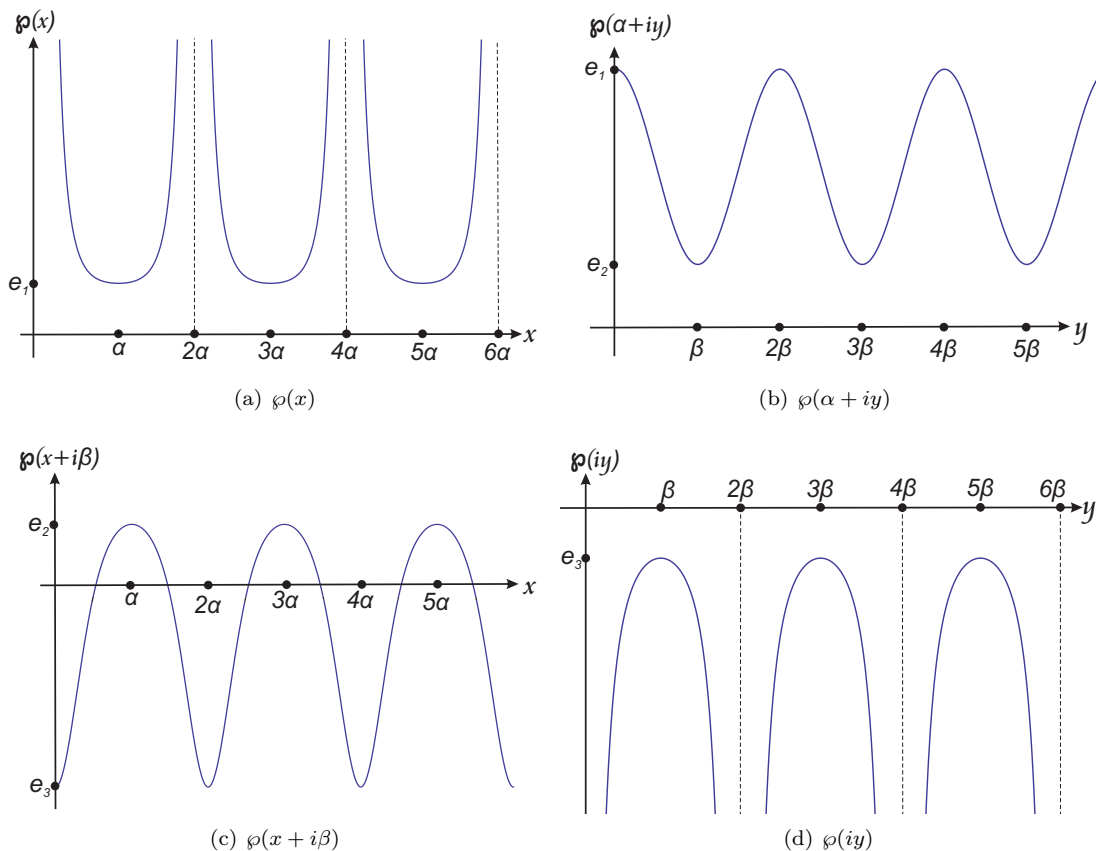 ℘(x)
e₁
α 2α 3α 4α 5α 6α x
(a) ℘(x)
℘(α+iy)
e₁
e₂
β 2β 3β 4β 5β y
(b) ℘(α + iy)
℘(x+iβ)
e₂
α 2α 3α 4α 5α x
e₃
(c) ℘(x + iβ)
℘(iy)
β 2β 3β 4β 5β 6β y
e₃
(d) ℘(iy)